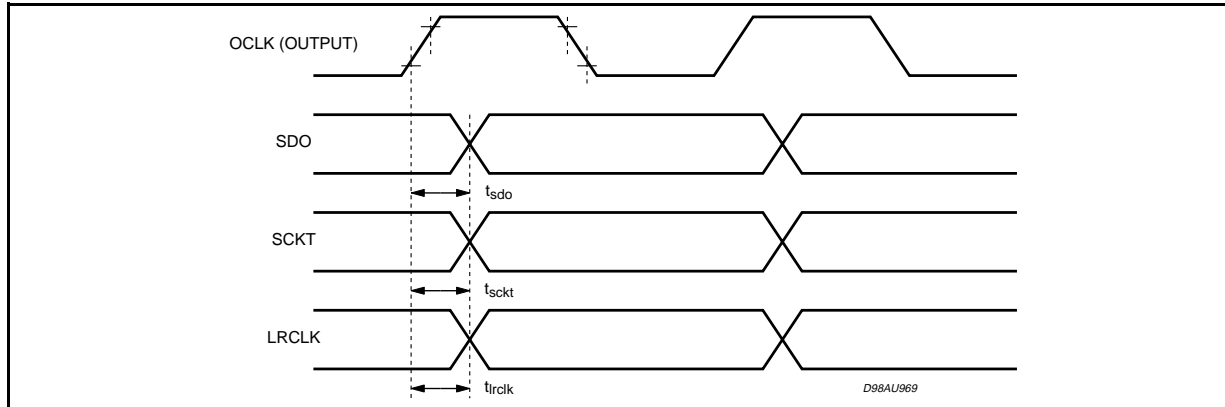 OCLK (OUTPUT)
SDO
tsdo
SCKT
tsckt
LRCLK
tlrclk
D98AU969